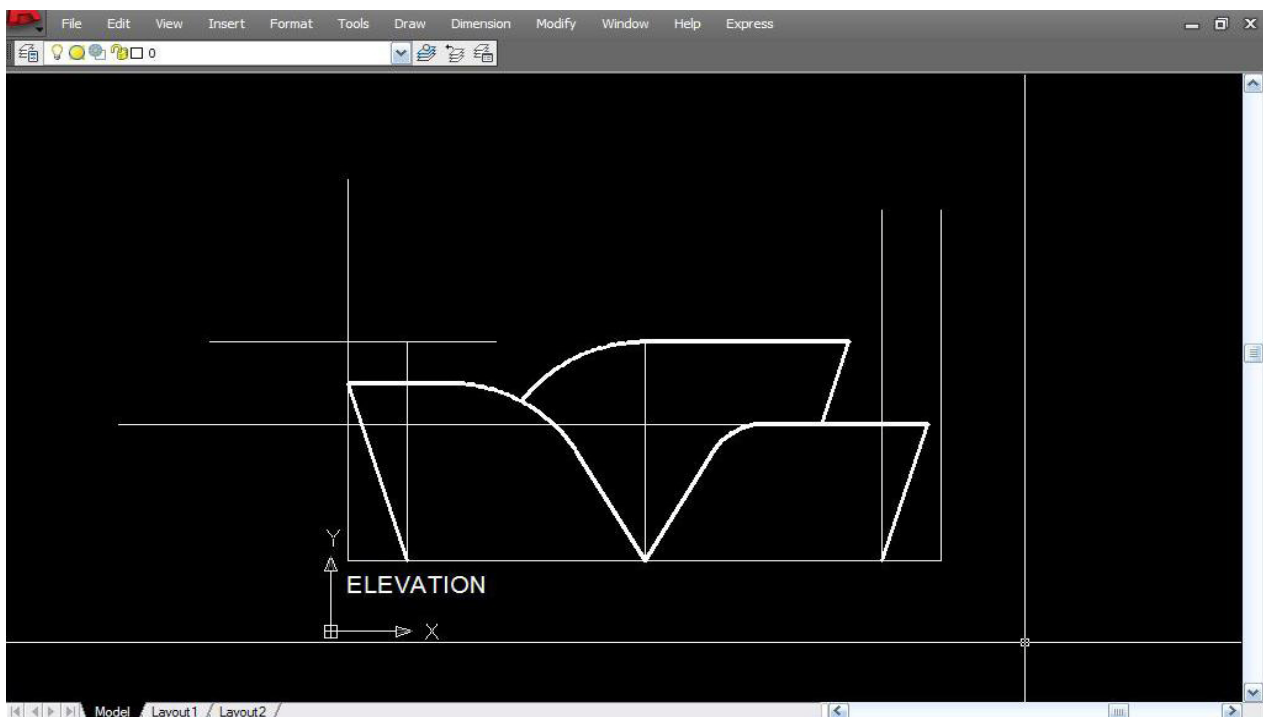 File Edit View Insert Format Tools Draw Dimension Modify Window Help Express
0
Y
ELEVATION
X
Model Layout1 Layout2